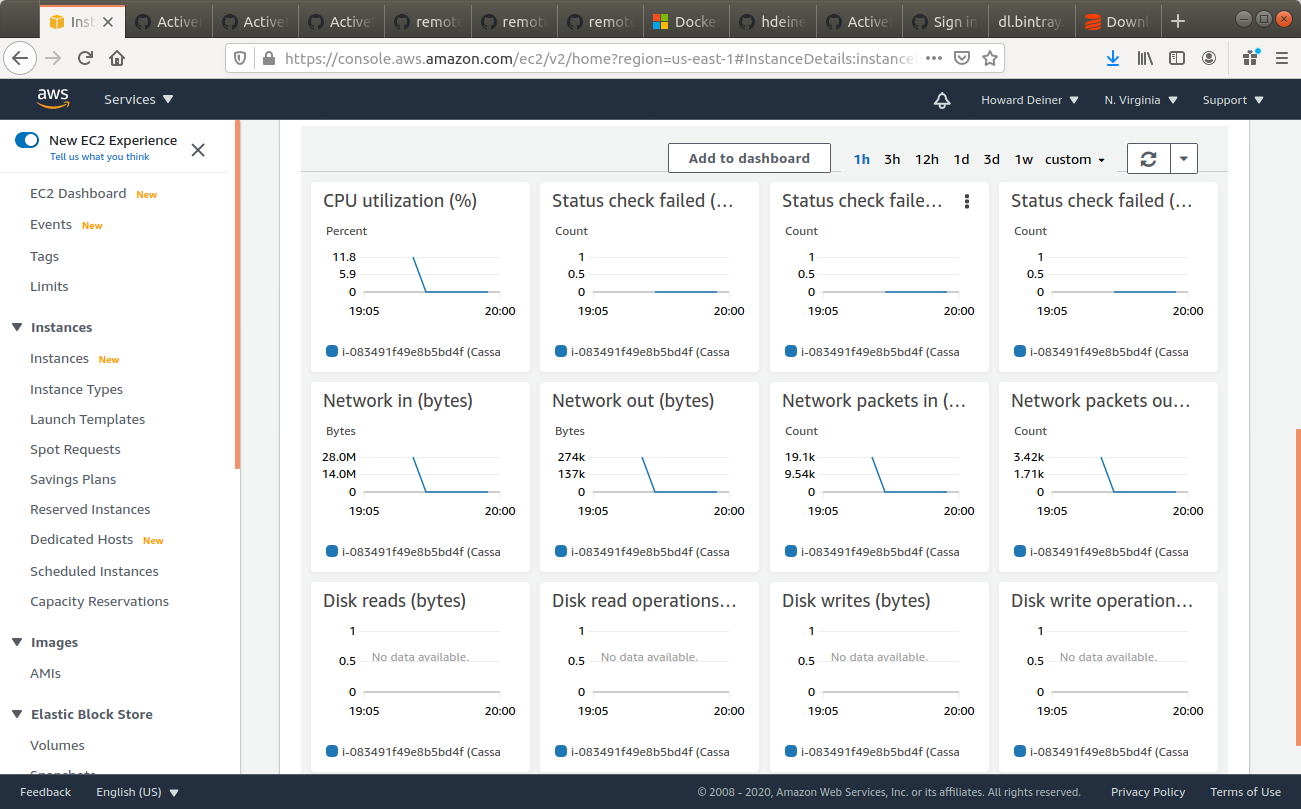 Inst
Active
Active
Active
remote
remote
remote
Docke
hdeine
Active
Sign in
dl.bintray.
Downl
https://console.aws.amazon.com/ec2/v2/home?region=us-east-1#InstanceDetails:instanceI
aws
Services
Howard Deiner
N. Virginia
Support
New EC2 Experience
Tell us what you think
EC2 Dashboard New
Events New
Tags
Limits
Instances
Instances New
Instance Types
Launch Templates
Spot Requests
Savings Plans
Reserved Instances
Dedicated Hosts New
Scheduled Instances
Capacity Reservations
Images
AMIs
Elastic Block Store
Volumes
Snapshots
Add to dashboard
1h 3h 12h 1d 3d 1w custom
CPU utilization (%)
Percent
11.8
5.9
0
19:05 20:00
i-083491f49e8b5bd4f (Cassa
Status check failed (...
Count
1
0.5
0
19:05 20:00
i-083491f49e8b5bd4f (Cassa
Status check faile...
Count
1
0.5
0
19:05 20:00
i-083491f49e8b5bd4f (Cassa
Status check failed (...
Count
1
0.5
0
19:05 20:00
i-083491f49e8b5bd4f (Cassa
Network in (bytes)
Bytes
28.0M
14.0M
0
19:05 20:00
i-083491f49e8b5bd4f (Cassa
Network out (bytes)
Bytes
274k
137k
0
19:05 20:00
i-083491f49e8b5bd4f (Cassa
Network packets in (...
Count
19.1k
9.54k
0
19:05 20:00
i-083491f49e8b5bd4f (Cassa
Network packets ou...
Count
3.42k
1.71k
0
19:05 20:00
i-083491f49e8b5bd4f (Cassa
Disk reads (bytes)
1
No data available.
0.5
0
19:05 20:00
i-083491f49e8b5bd4f (Cassa
Disk read operations...
1
No data available.
0.5
0
19:05 20:00
i-083491f49e8b5bd4f (Cassa
Disk writes (bytes)
1
No data available.
0.5
0
19:05 20:00
i-083491f49e8b5bd4f (Cassa
Disk write operation...
1
No data available.
0.5
0
19:05 20:00
i-083491f49e8b5bd4f (Cassa
Feedback
English (US)
© 2008 - 2020, Amazon Web Services, Inc. or its affiliates. All rights reserved.
Privacy Policy
Terms of Use